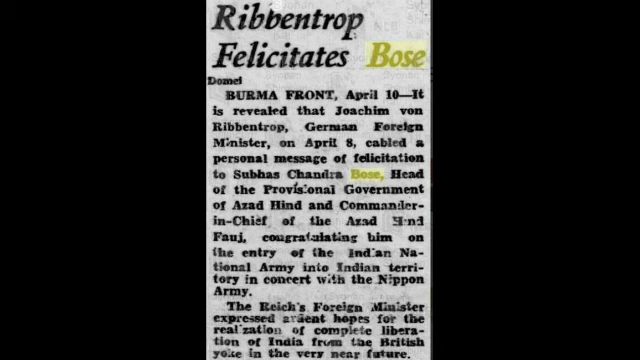 Ribbentrop
Felicitates Bose
Domei
BURMA FRONT, April 10—It
is revealed that Joachim von
Ribbentrop, German Foreign
Minister, on April 8, cabled a
personal message of felicitation
to Subhas Chandra Bose, Head
of the Provisional Government
of Azad Hind and Commander-
in-Chief of the Azad Hind
Fauj, congratulating him on
the entry of the Indian Na-
tional Army into Indian terri-
tory in concert with the Nippon
Army.
The Reich's Foreign Minister
expressed ardent hopes for the
realization of complete libera-
tion of India from the British
yoke in the very near future.